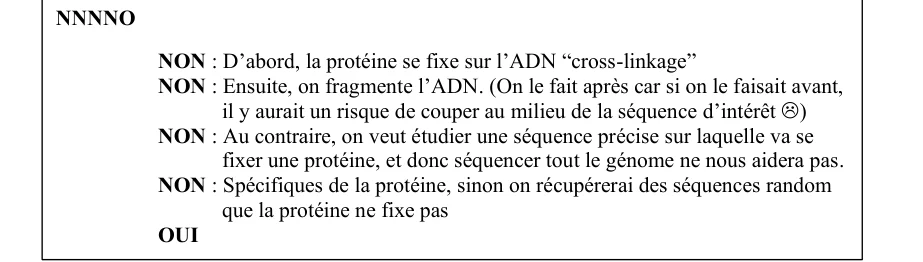 NNNNO
NON : D’abord, la protéine se fixe sur l’ADN “cross-linkage”
NON : Ensuite, on fragmente l’ADN. (On le fait après car si on le faisait avant,
il y aurait un risque de couper au milieu de la séquence d’intérêt ☹)
NON : Au contraire, on veut étudier une séquence précise sur laquelle va se
fixer une protéine, et donc séquencer tout le génome ne nous aidera pas.
NON : Spécifiques de la protéine, sinon on récupérerai des séquences random
que la protéine ne fixe pas
OUI